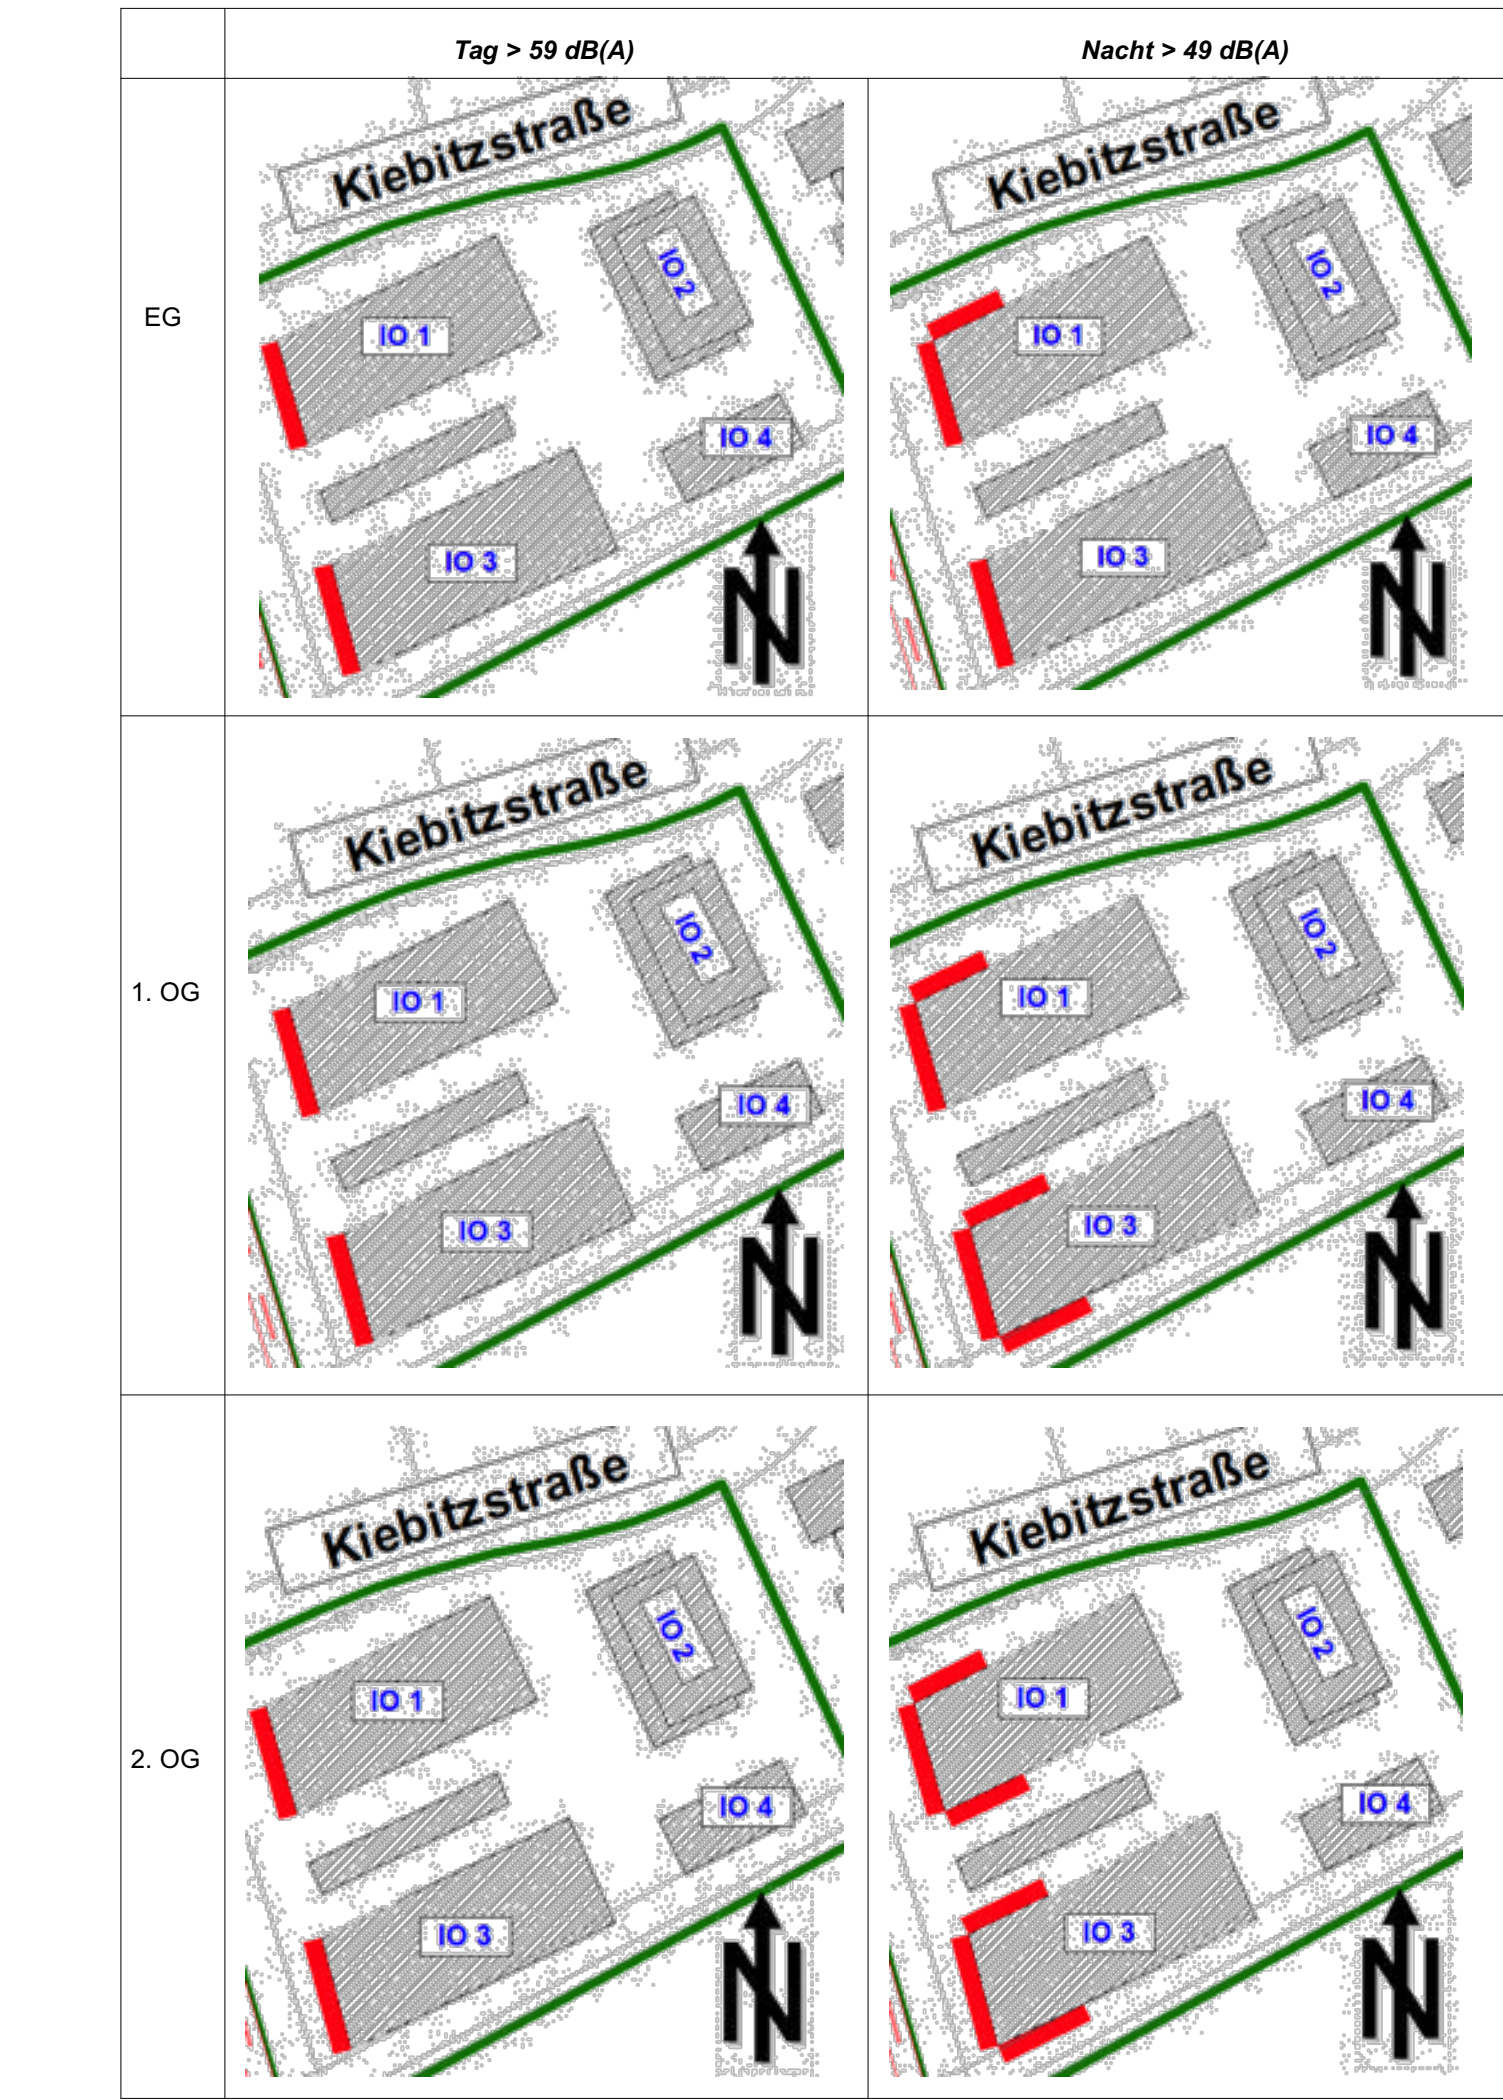 Tag > 59 dB(A)
Nacht > 49 dB(A)
EG
Kiebitzstraße
IO 1
IO 2
IO 3
IO 4
N
Kiebitzstraße
IO 1
IO 2
IO 3
IO 4
N
1. OG
Kiebitzstraße
IO 1
IO 2
IO 3
IO 4
N
Kiebitzstraße
IO 1
IO 2
IO 3
IO 4
N
2. OG
Kiebitzstraße
IO 1
IO 2
IO 3
IO 4
N
Kiebitzstraße
IO 1
IO 2
IO 3
IO 4
N